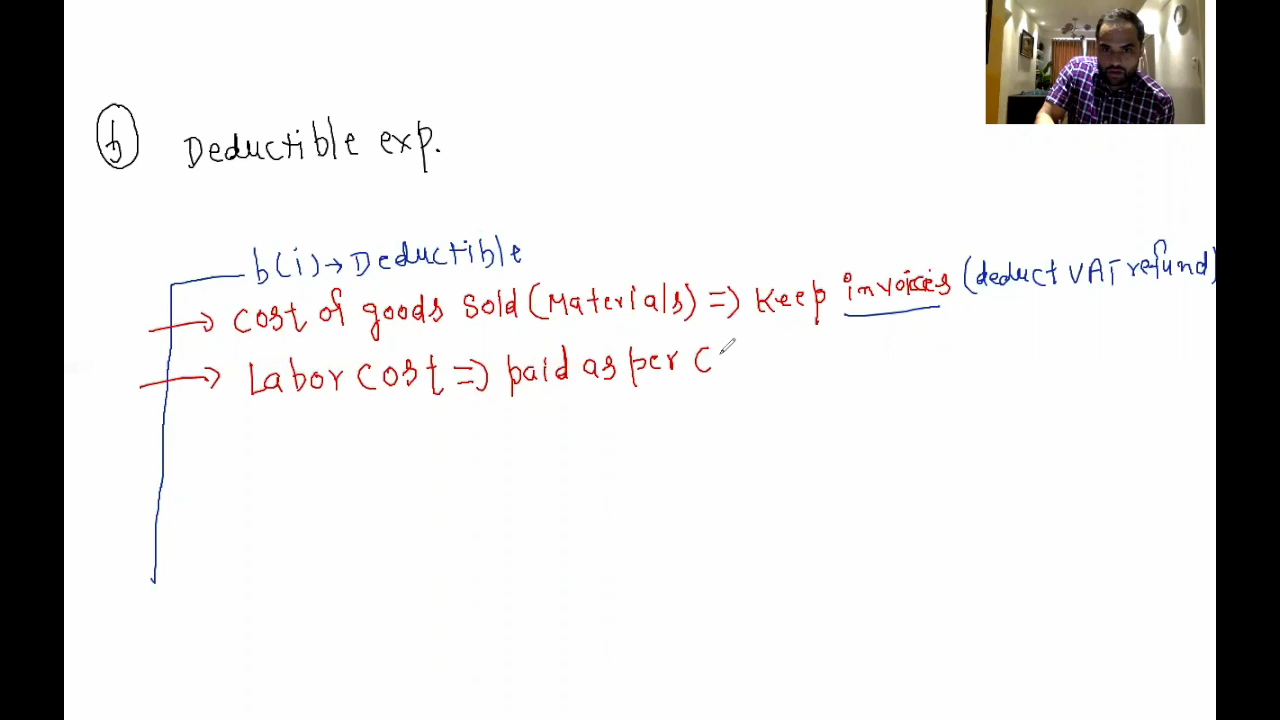 b Deductible exp.
b(i)→Deductible
→ Cost of goods sold (Materials) => Keep invoices (deduct VAT refund)
→ Labor cost => paid as per C